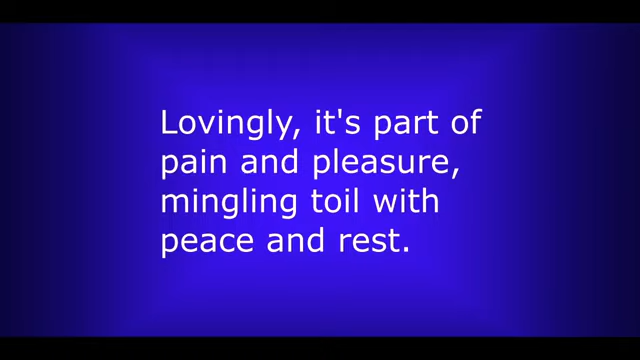 Lovingly, it's part of
pain and pleasure,
mingling toil with
peace and rest.